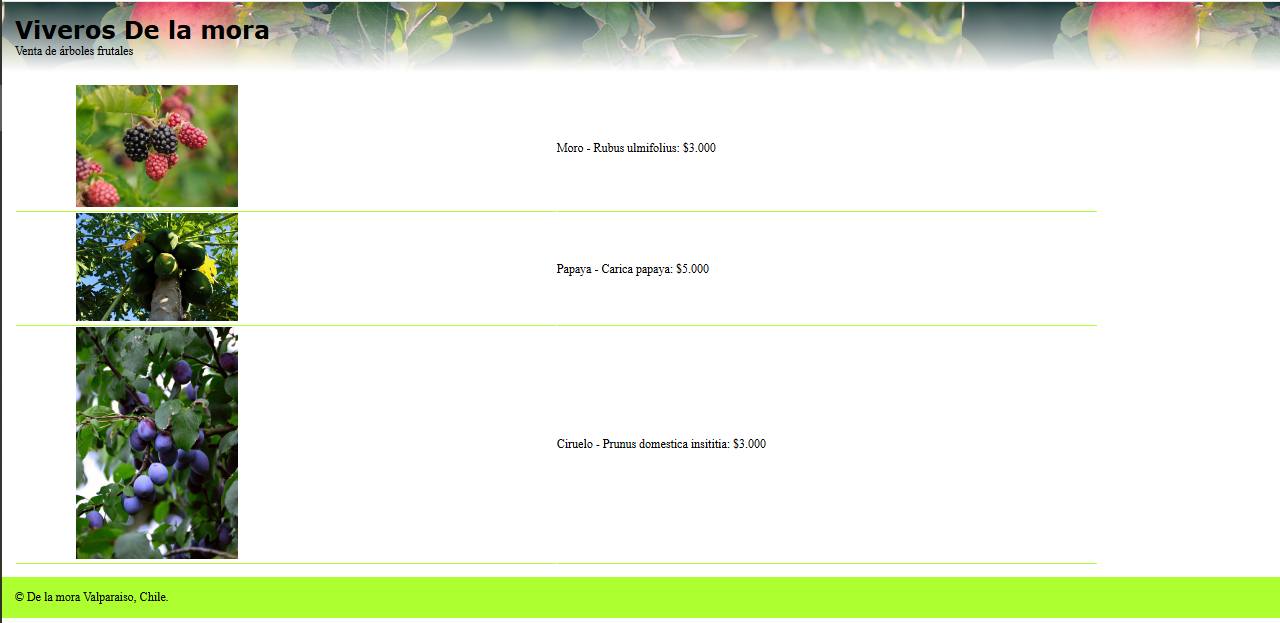 Viveros De la mora
Venta de árboles frutales
Moro - Rubus ulmifolius: $3.000
Papaya - Carica papaya: $5.000
Ciruelo - Prunus domestica insititia: $3.000
© De la mora Valparaiso, Chile.